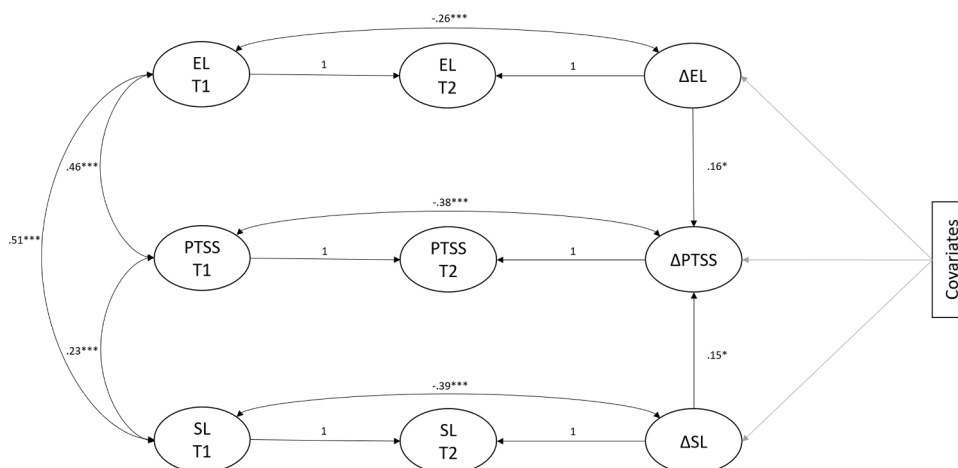 -.26***
EL
T1
1
EL
T2
1
ΔEL
.46***
.16*
-.38***
.51***
PTSS
T1
1
PTSS
T2
1
ΔPTSS
Covariates
.23***
.15*
-.39***
SL
T1
1
SL
T2
1
ΔSL